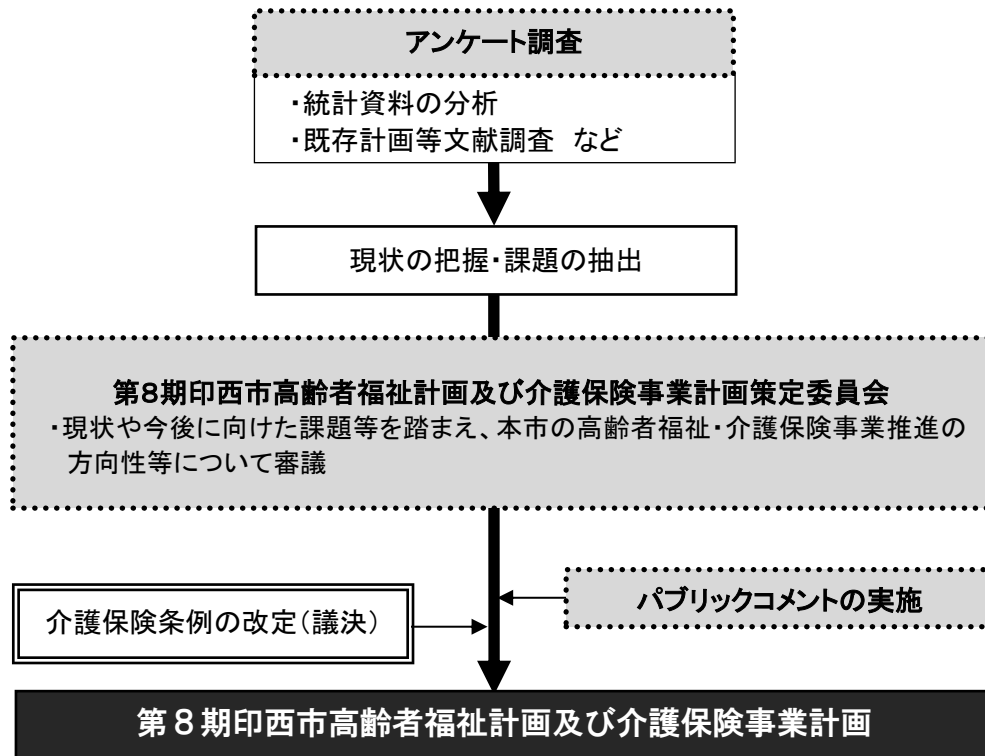 アンケート調査
・統計資料の分析
・既存計画等文献調査　など
現状の把握・課題の抽出
第8期印西市高齢者福祉計画及び介護保険事業計画策定委員会
・現状や今後に向けた課題等を踏まえ、本市の高齢者福祉・介護保険事業推進の
方向性等について審議
パブリックコメントの実施
介護保険条例の改定(議決)
第８期印西市高齢者福祉計画及び介護保険事業計画